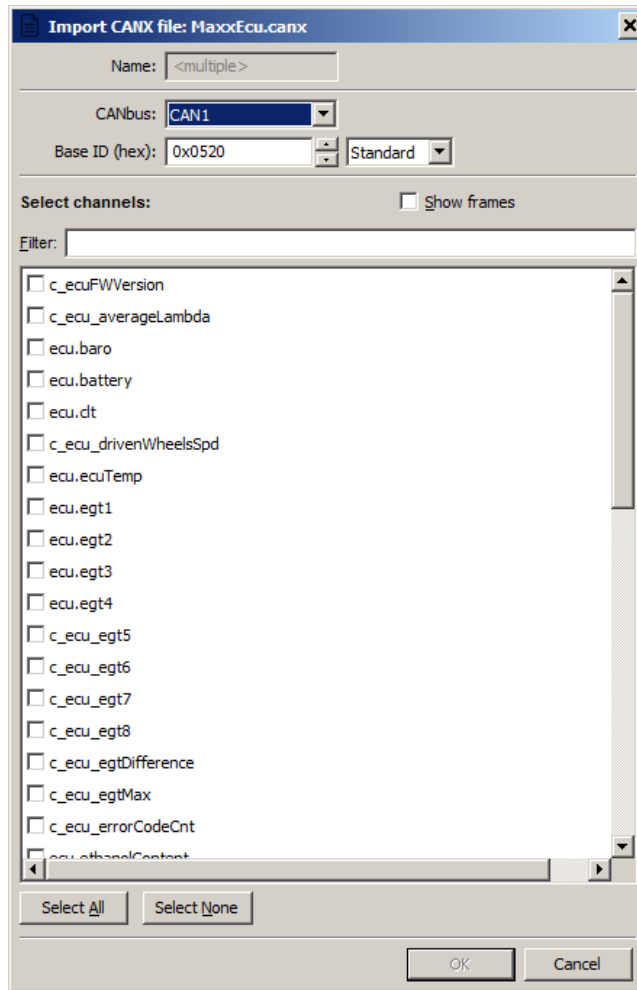 Import CANX file: MaxxEcu.canx
Name: <multiple>
CANbus: CAN1
Base ID (hex): 0x0520 Standard
Select channels: Show frames
Filter:
c_ecuFWVersion
c_ecu_averageLambda
ecu.baro
ecu.battery
ecu.clt
c_ecu_drivenWheelsSpd
ecu.ecuTemp
ecu.egt1
ecu.egt2
ecu.egt3
ecu.egt4
c_ecu_egt5
c_ecu_egt6
c_ecu_egt7
c_ecu_egt8
c_ecu_egtDifference
c_ecu_egtMax
c_ecu_errorCodeCnt
ecu.ethanolContent
Select All Select None
OK Cancel